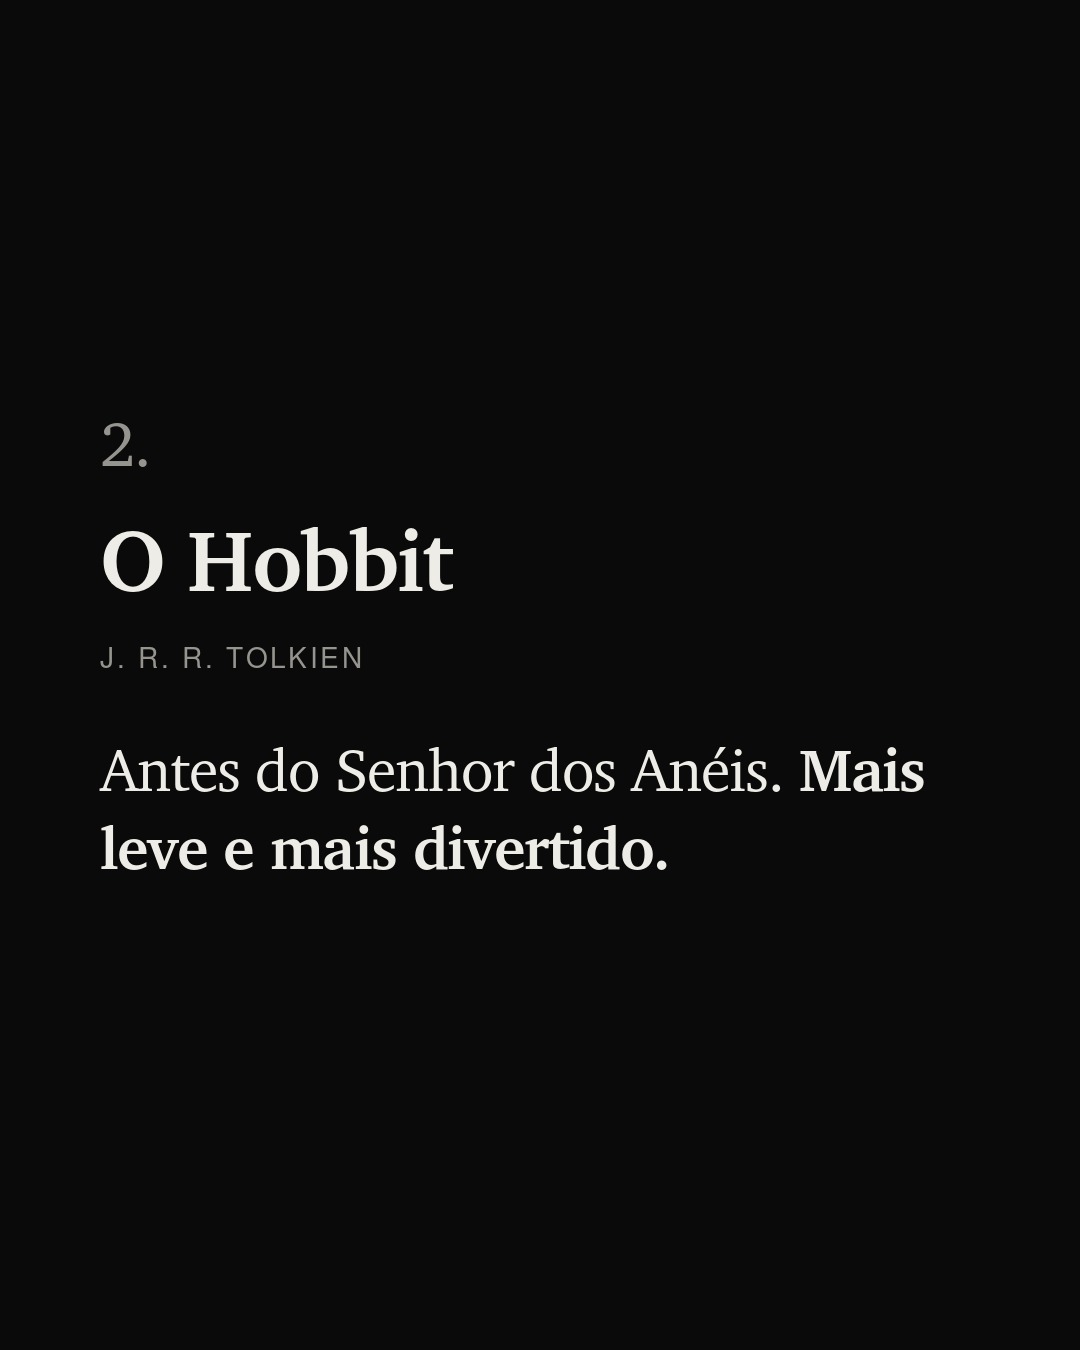 2.
O Hobbit
J. R. R. TOLKIEN
Antes do Senhor dos Anéis. Mais
leve e mais divertido.